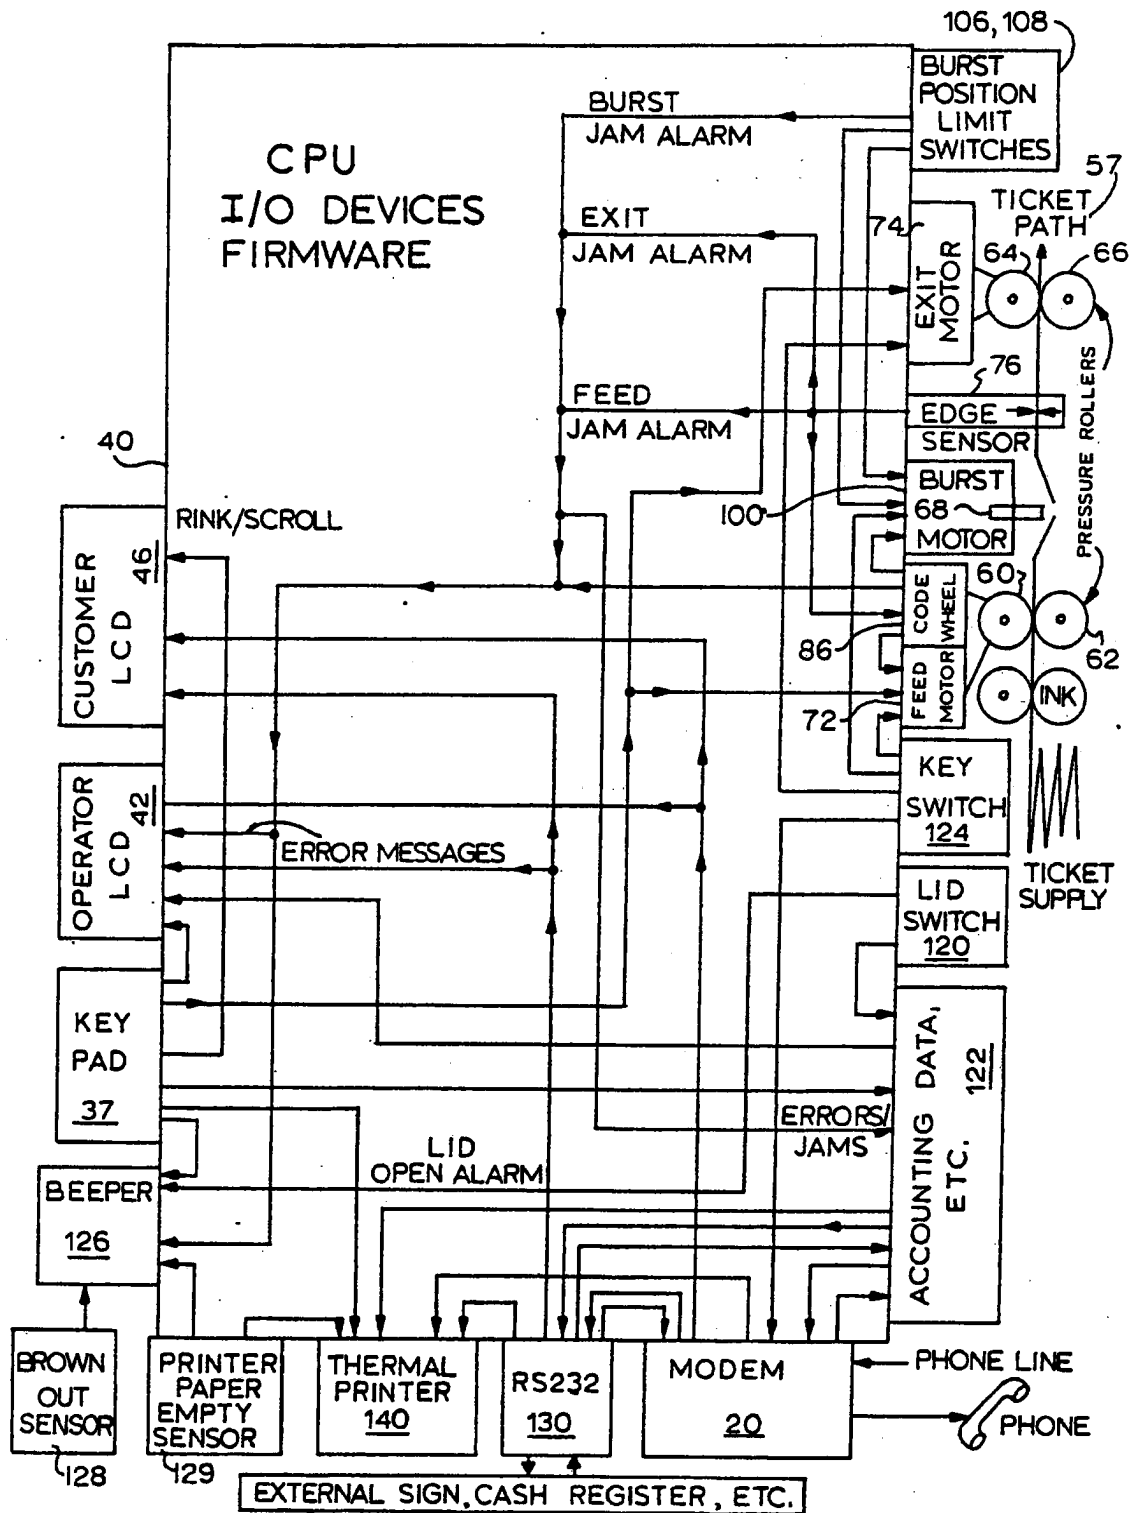 106, 108
BURST
POSITION
LIMIT
SWITCHES
BURST
JAM ALARM
CPU
I/O DEVICES
FIRMWARE
57
TICKET
PATH
EXIT
JAM ALARM
74
EXIT MOTOR
64
66
PRESSURE ROLLERS
76
FEED
JAM ALARM
EDGE
SENSOR
40
BURST
68
MOTOR
100
RINK/SCROLL
CUSTOMER
LCD
46
CODE
WHEEL
60
62
86
FEED
MOTOR
72
INK
KEY
SWITCH
124
TICKET
SUPPLY
OPERATOR
LCD
42
ERROR MESSAGES
LID
SWITCH
120
KEY
PAD
37
ACCOUNTING DATA,
ETC.
122
ERRORS/
JAMS
LID
OPEN ALARM
BEEPER
126
BROWN
OUT
SENSOR
128
PRINTER
PAPER
EMPTY
SENSOR
129
THERMAL
PRINTER
140
RS232
130
MODEM
20
PHONE LINE
PHONE
EXTERNAL SIGN, CASH REGISTER, ETC.